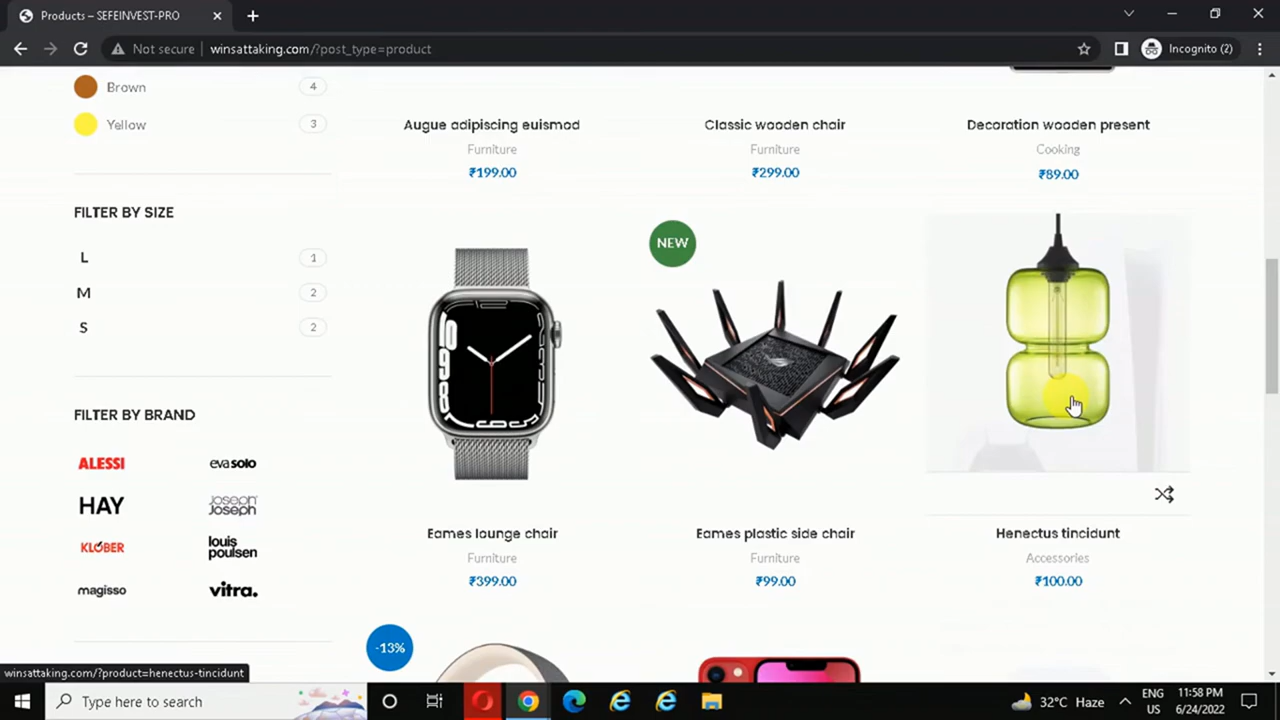 Products – SEFEINVEST-PRO
Not secure
winsattaking.com/?post_type=product
Incognito (2)
Brown
4
Yellow
3
FILTER BY SIZE
L
1
M
2
S
2
FILTER BY BRAND
ALESSI
eva solo
HAY
Joseph Joseph
KLOBER
louis poulsen
magisso
vitra.
Augue adipiscing euismod
Furniture
₹199.00
Classic wooden chair
Furniture
₹299.00
Decoration wooden present
Cooking
₹89.00
Eames lounge chair
Furniture
₹399.00
NEW
Eames plastic side chair
Furniture
₹99.00
Henectus tincidunt
Accessories
₹100.00
-13%
winsattaking.com/?product=henectus-tincidunt
Type here to search
32°C Haze
ENG
US
11:58 PM
6/24/2022